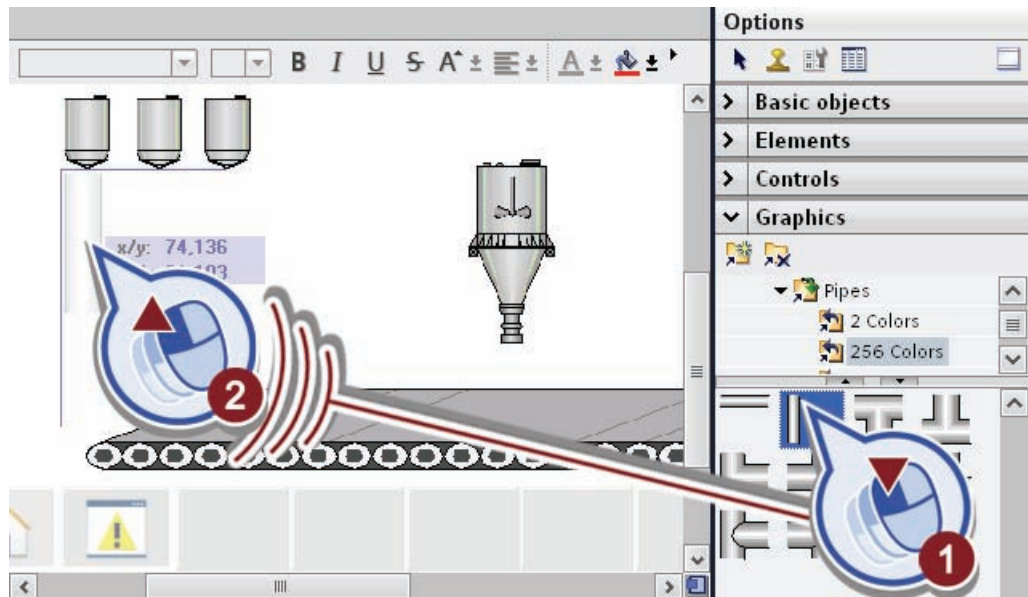 Options
B I U S A A
Basic objects
Elements
Controls
Graphics
x/y: 74,136
Pipes
2 Colors
256 Colors
2
1